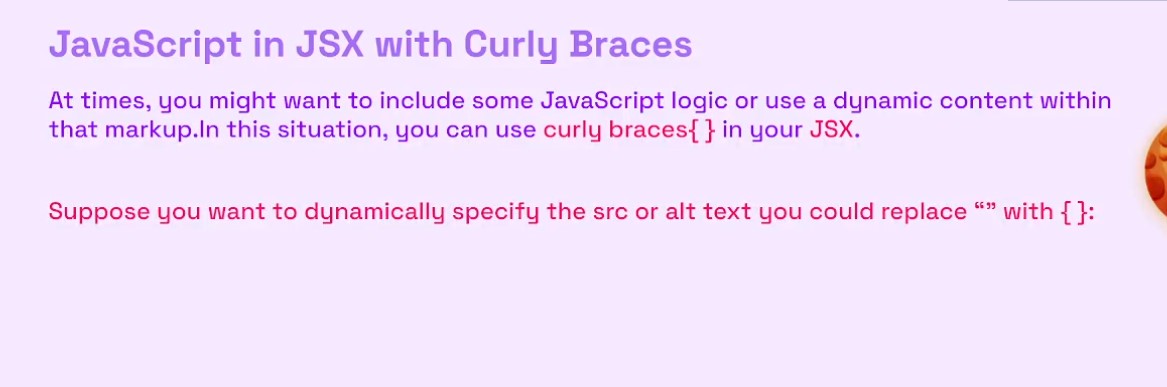 JavaScript in JSX with Curly Braces
At times, you might want to include some JavaScript logic or use a dynamic content within
that markup.In this situation, you can use curly braces{ } in your JSX.
Suppose you want to dynamically specify the src or alt text you could replace “” with { }: